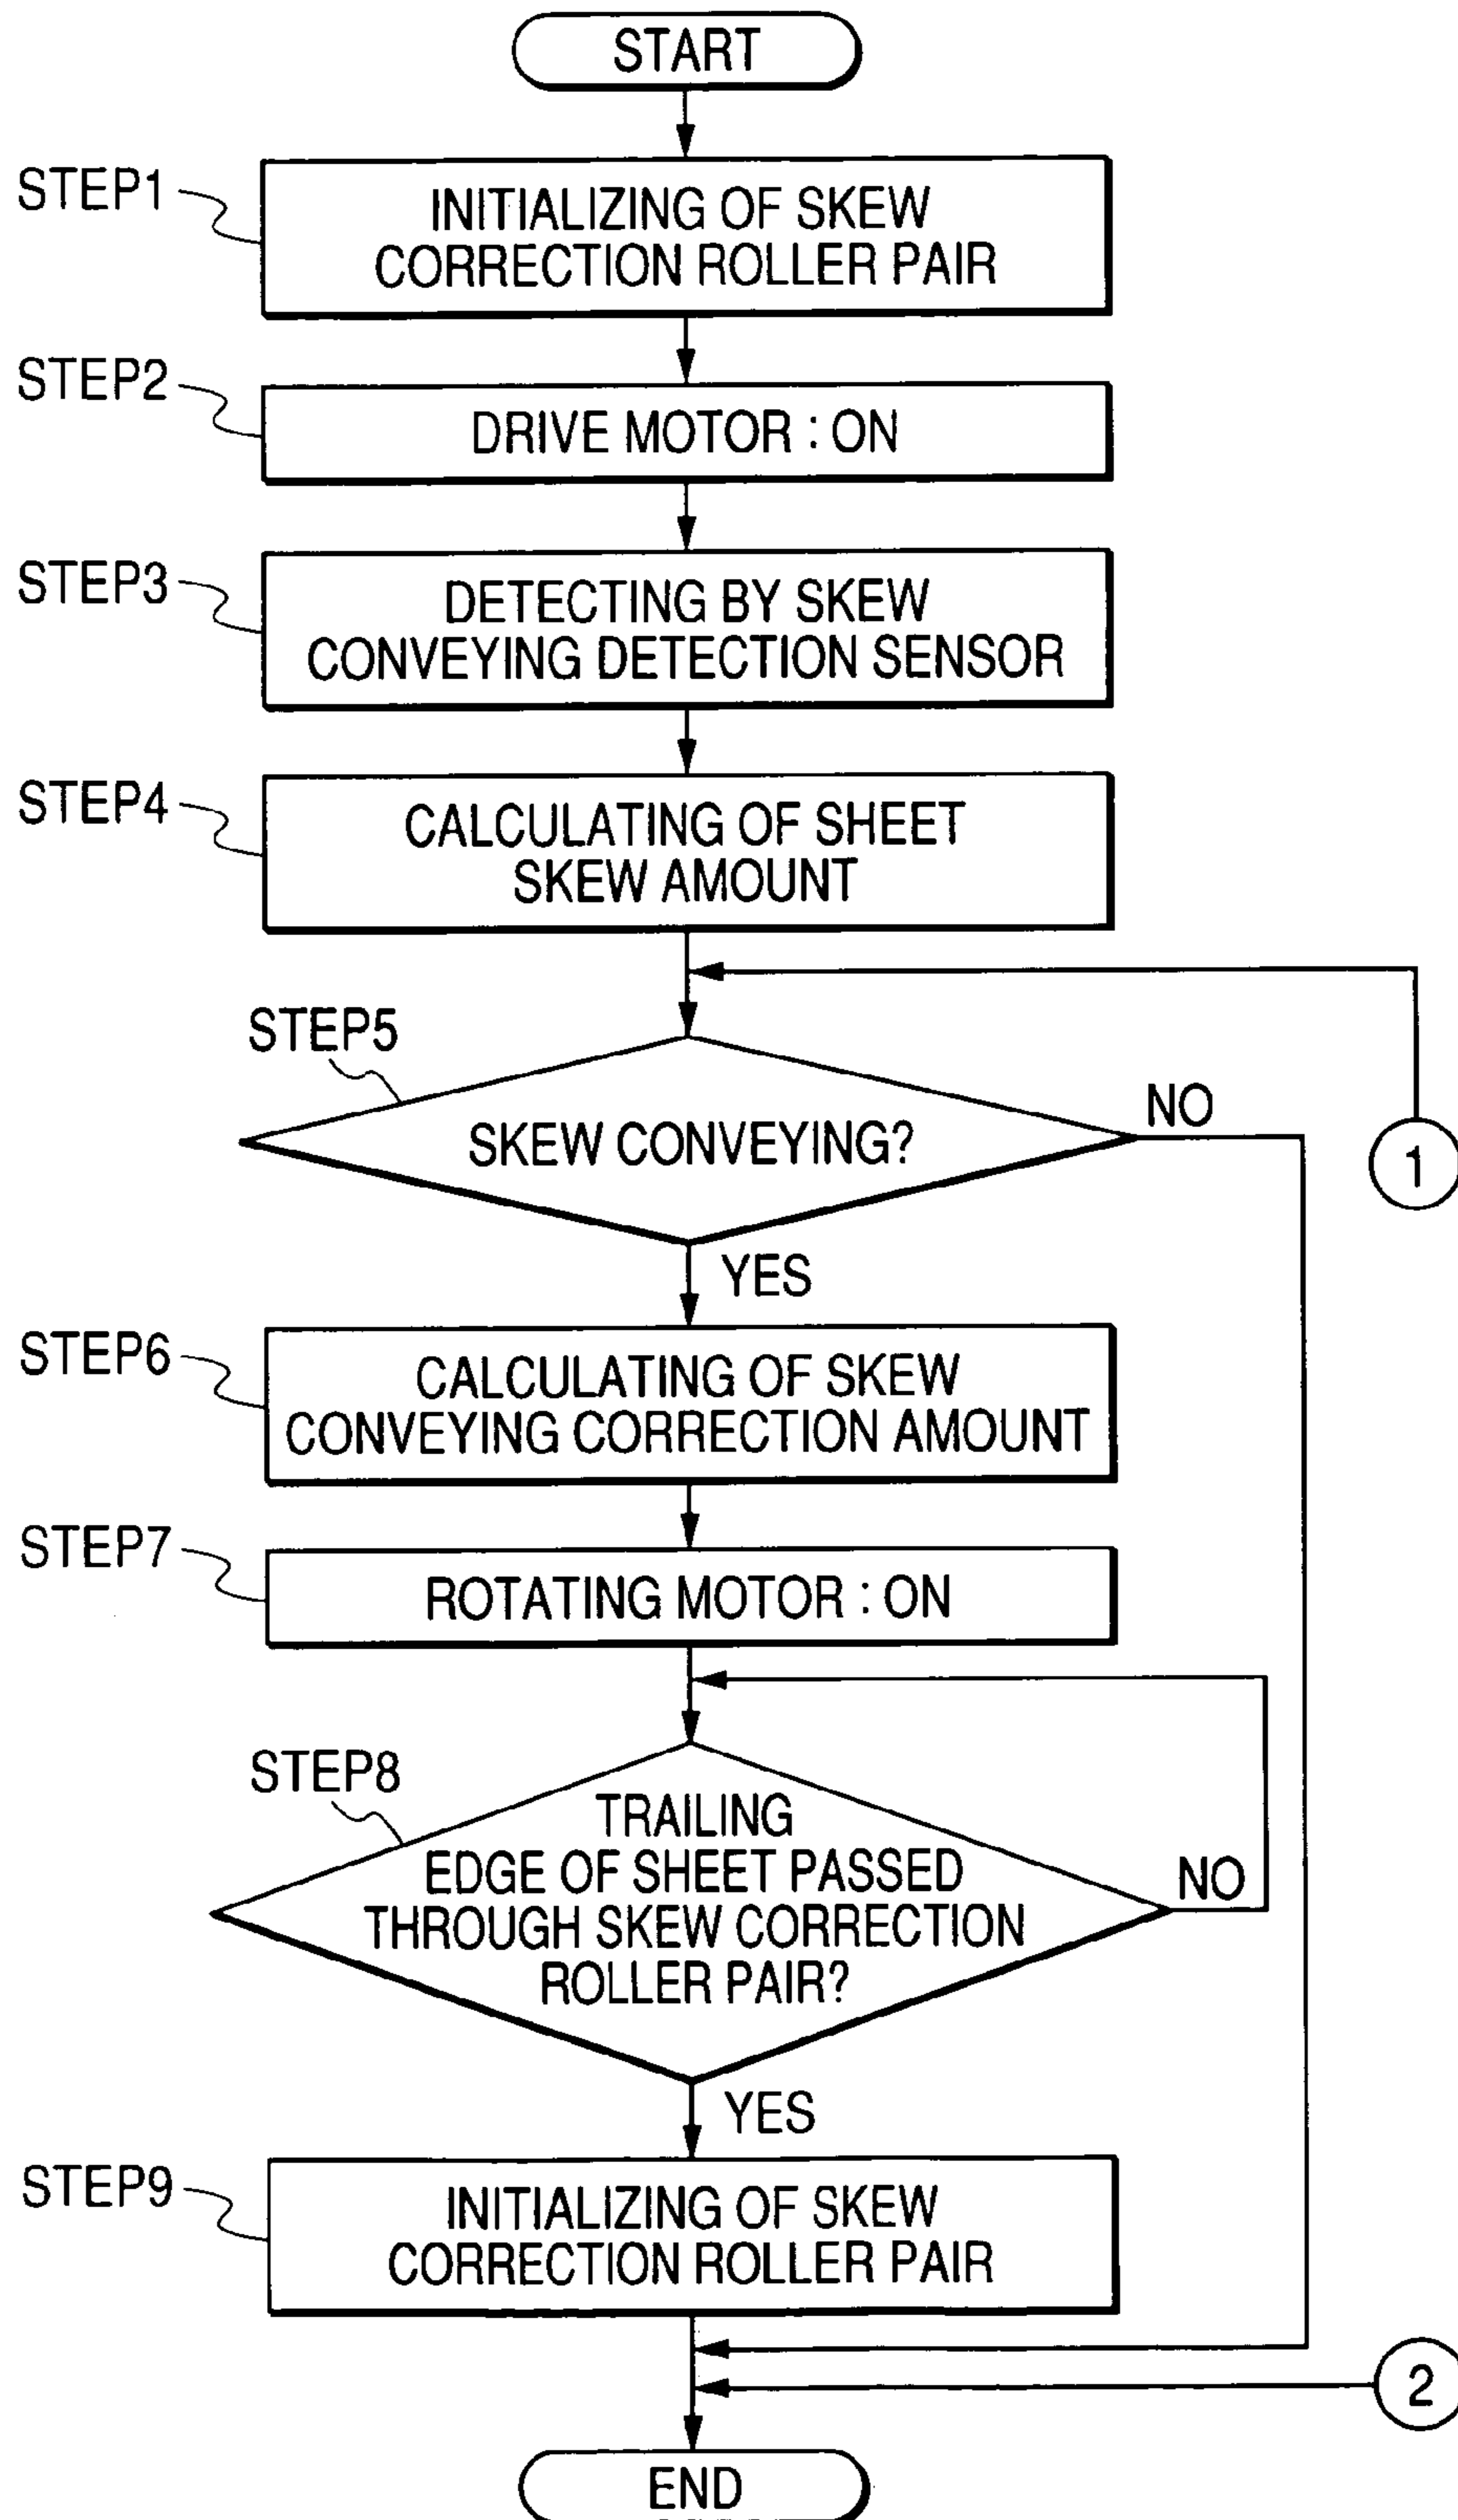 START
STEP1
INITIALIZING OF SKEW
CORRECTION ROLLER PAIR
STEP2
DRIVE MOTOR : ON
STEP3
DETECTING BY SKEW
CONVEYING DETECTION SENSOR
STEP4
CALCULATING OF SHEET
SKEW AMOUNT
STEP5
SKEW CONVEYING?
NO
1
YES
STEP6
CALCULATING OF SKEW
CONVEYING CORRECTION AMOUNT
STEP7
ROTATING MOTOR : ON
STEP8
TRAILING
EDGE OF SHEET PASSED
THROUGH SKEW CORRECTION
ROLLER PAIR?
NO
YES
STEP9
INITIALIZING OF SKEW
CORRECTION ROLLER PAIR
2
END